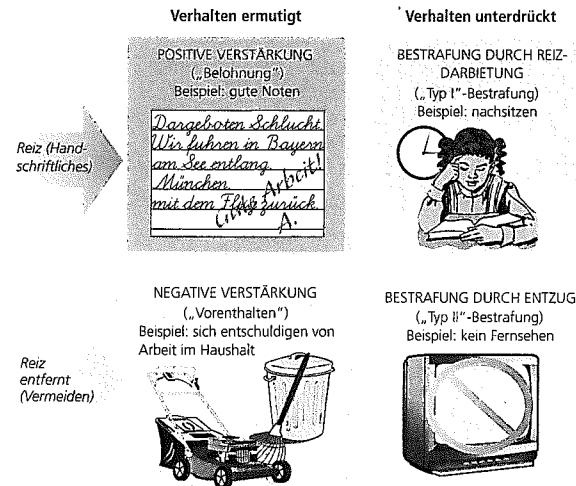 Verhalten ermutigt
Verhalten unterdrückt
POSITIVE VERSTÄRKUNG
(„Belohnung")
Beispiel: gute Noten
BESTRAFUNG DURCH REIZ-
DARBIETUNG
(„Typ I"-Bestrafung)
Beispiel: nachsitzen
Reiz (Hand-
schriftliches)
Dargeboten Schlucht
Wir fuhren in Bayern
am See entlang.
München.
mit dem Zurück.
Arbeit!
A.
NEGATIVE VERSTÄRKUNG
(„Vorenthalten")
Beispiel: sich entschuldigen von
Arbeit im Haushalt
BESTRAFUNG DURCH ENTZUG
(„Typ II"-Bestrafung)
Beispiel: kein Fernsehen
Reiz
entfernt
(Vermeiden)